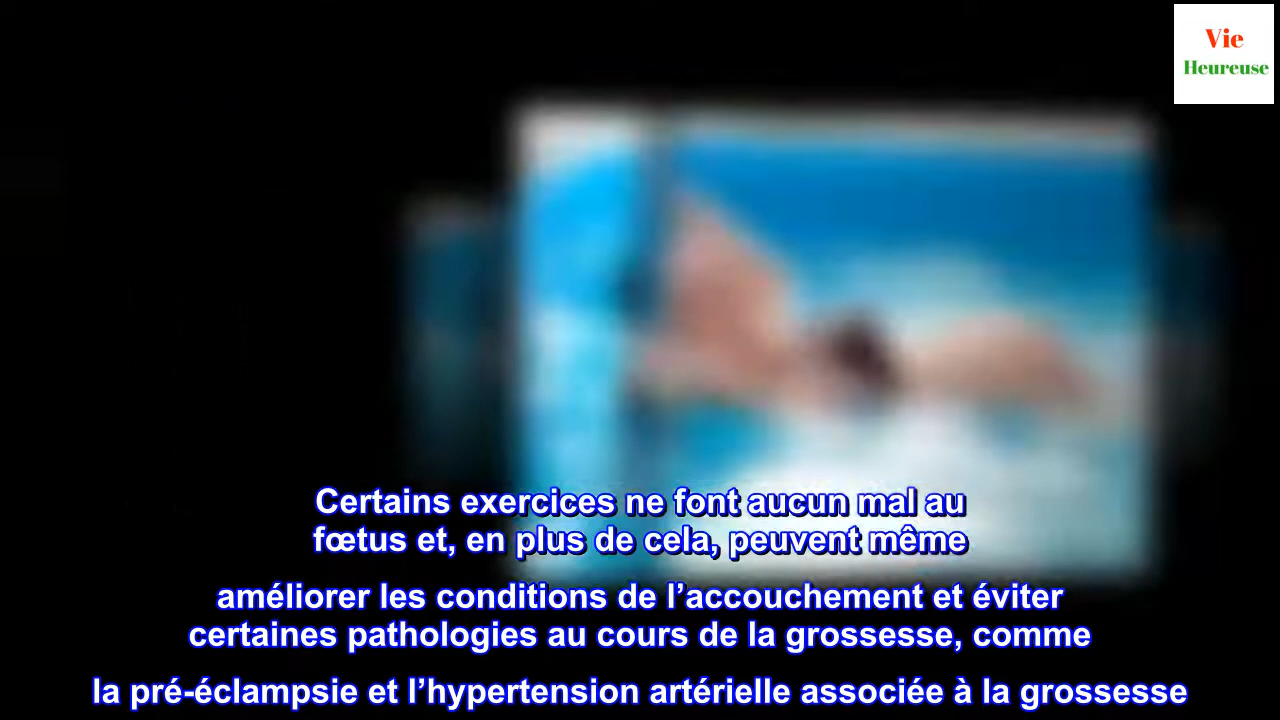 Vie
Heureuse
Certains exercices ne font aucun mal au
fœtus et, en plus de cela, peuvent même
améliorer les conditions de l’accouchement et éviter
certaines pathologies au cours de la grossesse, comme
la pré-éclampsie et l’hypertension artérielle associée à la grossesse